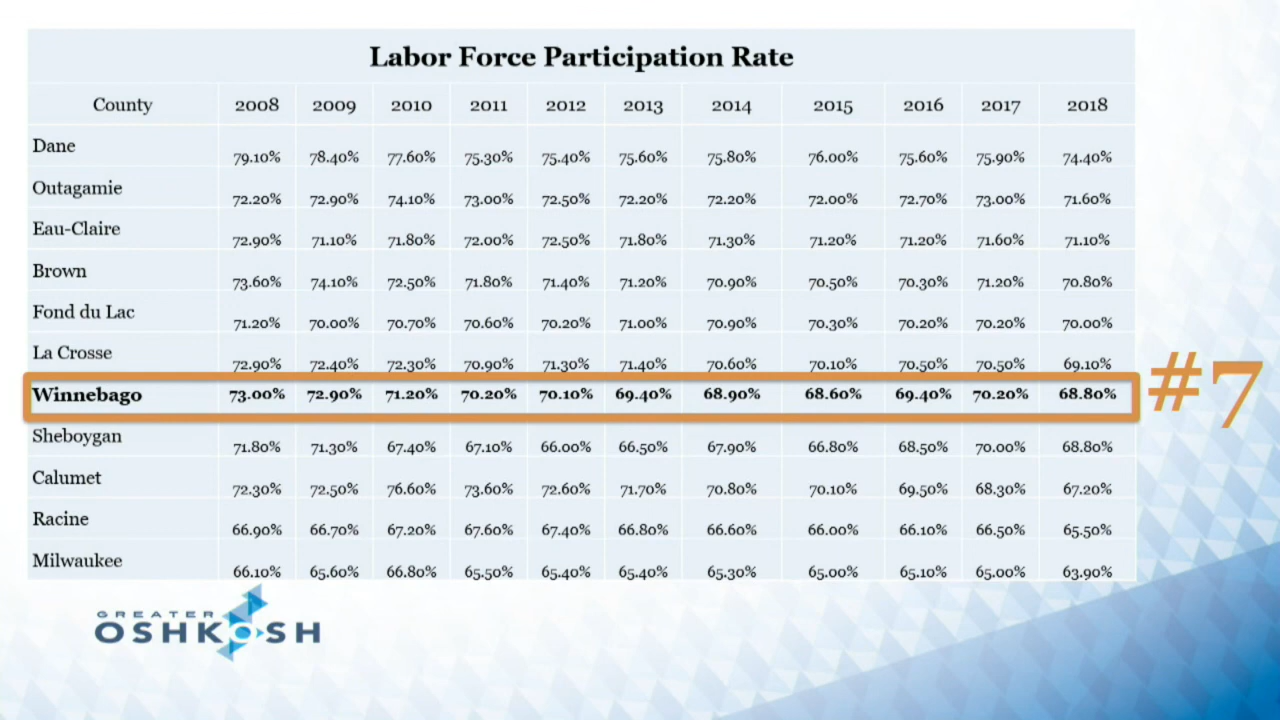 Labor Force Participation Rate
County 2008 2009 2010 2011 2012 2013 2014 2015 2016 2017 2018
Dane 79.10% 78.40% 77.60% 75.30% 75.40% 75.60% 75.80% 76.00% 75.60% 75.90% 74.40%
Outagamie 72.20% 72.90% 74.10% 73.00% 72.50% 72.20% 72.20% 72.00% 72.70% 73.00% 71.60%
Eau-Claire 72.90% 71.10% 71.80% 72.00% 72.50% 71.80% 71.30% 71.20% 71.20% 71.60% 71.10%
Brown 73.60% 74.10% 72.50% 71.80% 71.40% 71.20% 70.90% 70.50% 70.30% 71.20% 70.80%
Fond du Lac 71.20% 70.00% 70.70% 70.60% 70.20% 71.00% 70.90% 70.30% 70.20% 70.20% 70.00%
La Crosse 72.90% 72.40% 72.30% 70.90% 71.30% 71.40% 70.60% 70.10% 70.50% 70.50% 69.10%
Winnebago 73.00% 72.90% 71.20% 70.20% 70.10% 69.40% 68.90% 68.60% 69.40% 70.20% 68.80%
#7
Sheboygan 71.80% 71.30% 67.40% 67.10% 66.00% 66.50% 67.90% 66.80% 68.50% 70.00% 68.80%
Calumet 72.30% 72.50% 76.60% 73.60% 72.60% 71.70% 70.80% 70.10% 69.50% 68.30% 67.20%
Racine 66.90% 66.70% 67.20% 67.60% 67.40% 66.80% 66.60% 66.00% 66.10% 66.50% 65.50%
Milwaukee 66.10% 65.60% 66.80% 65.50% 65.40% 65.40% 65.30% 65.00% 65.10% 65.00% 63.90%
GREATER
OSHKOSH